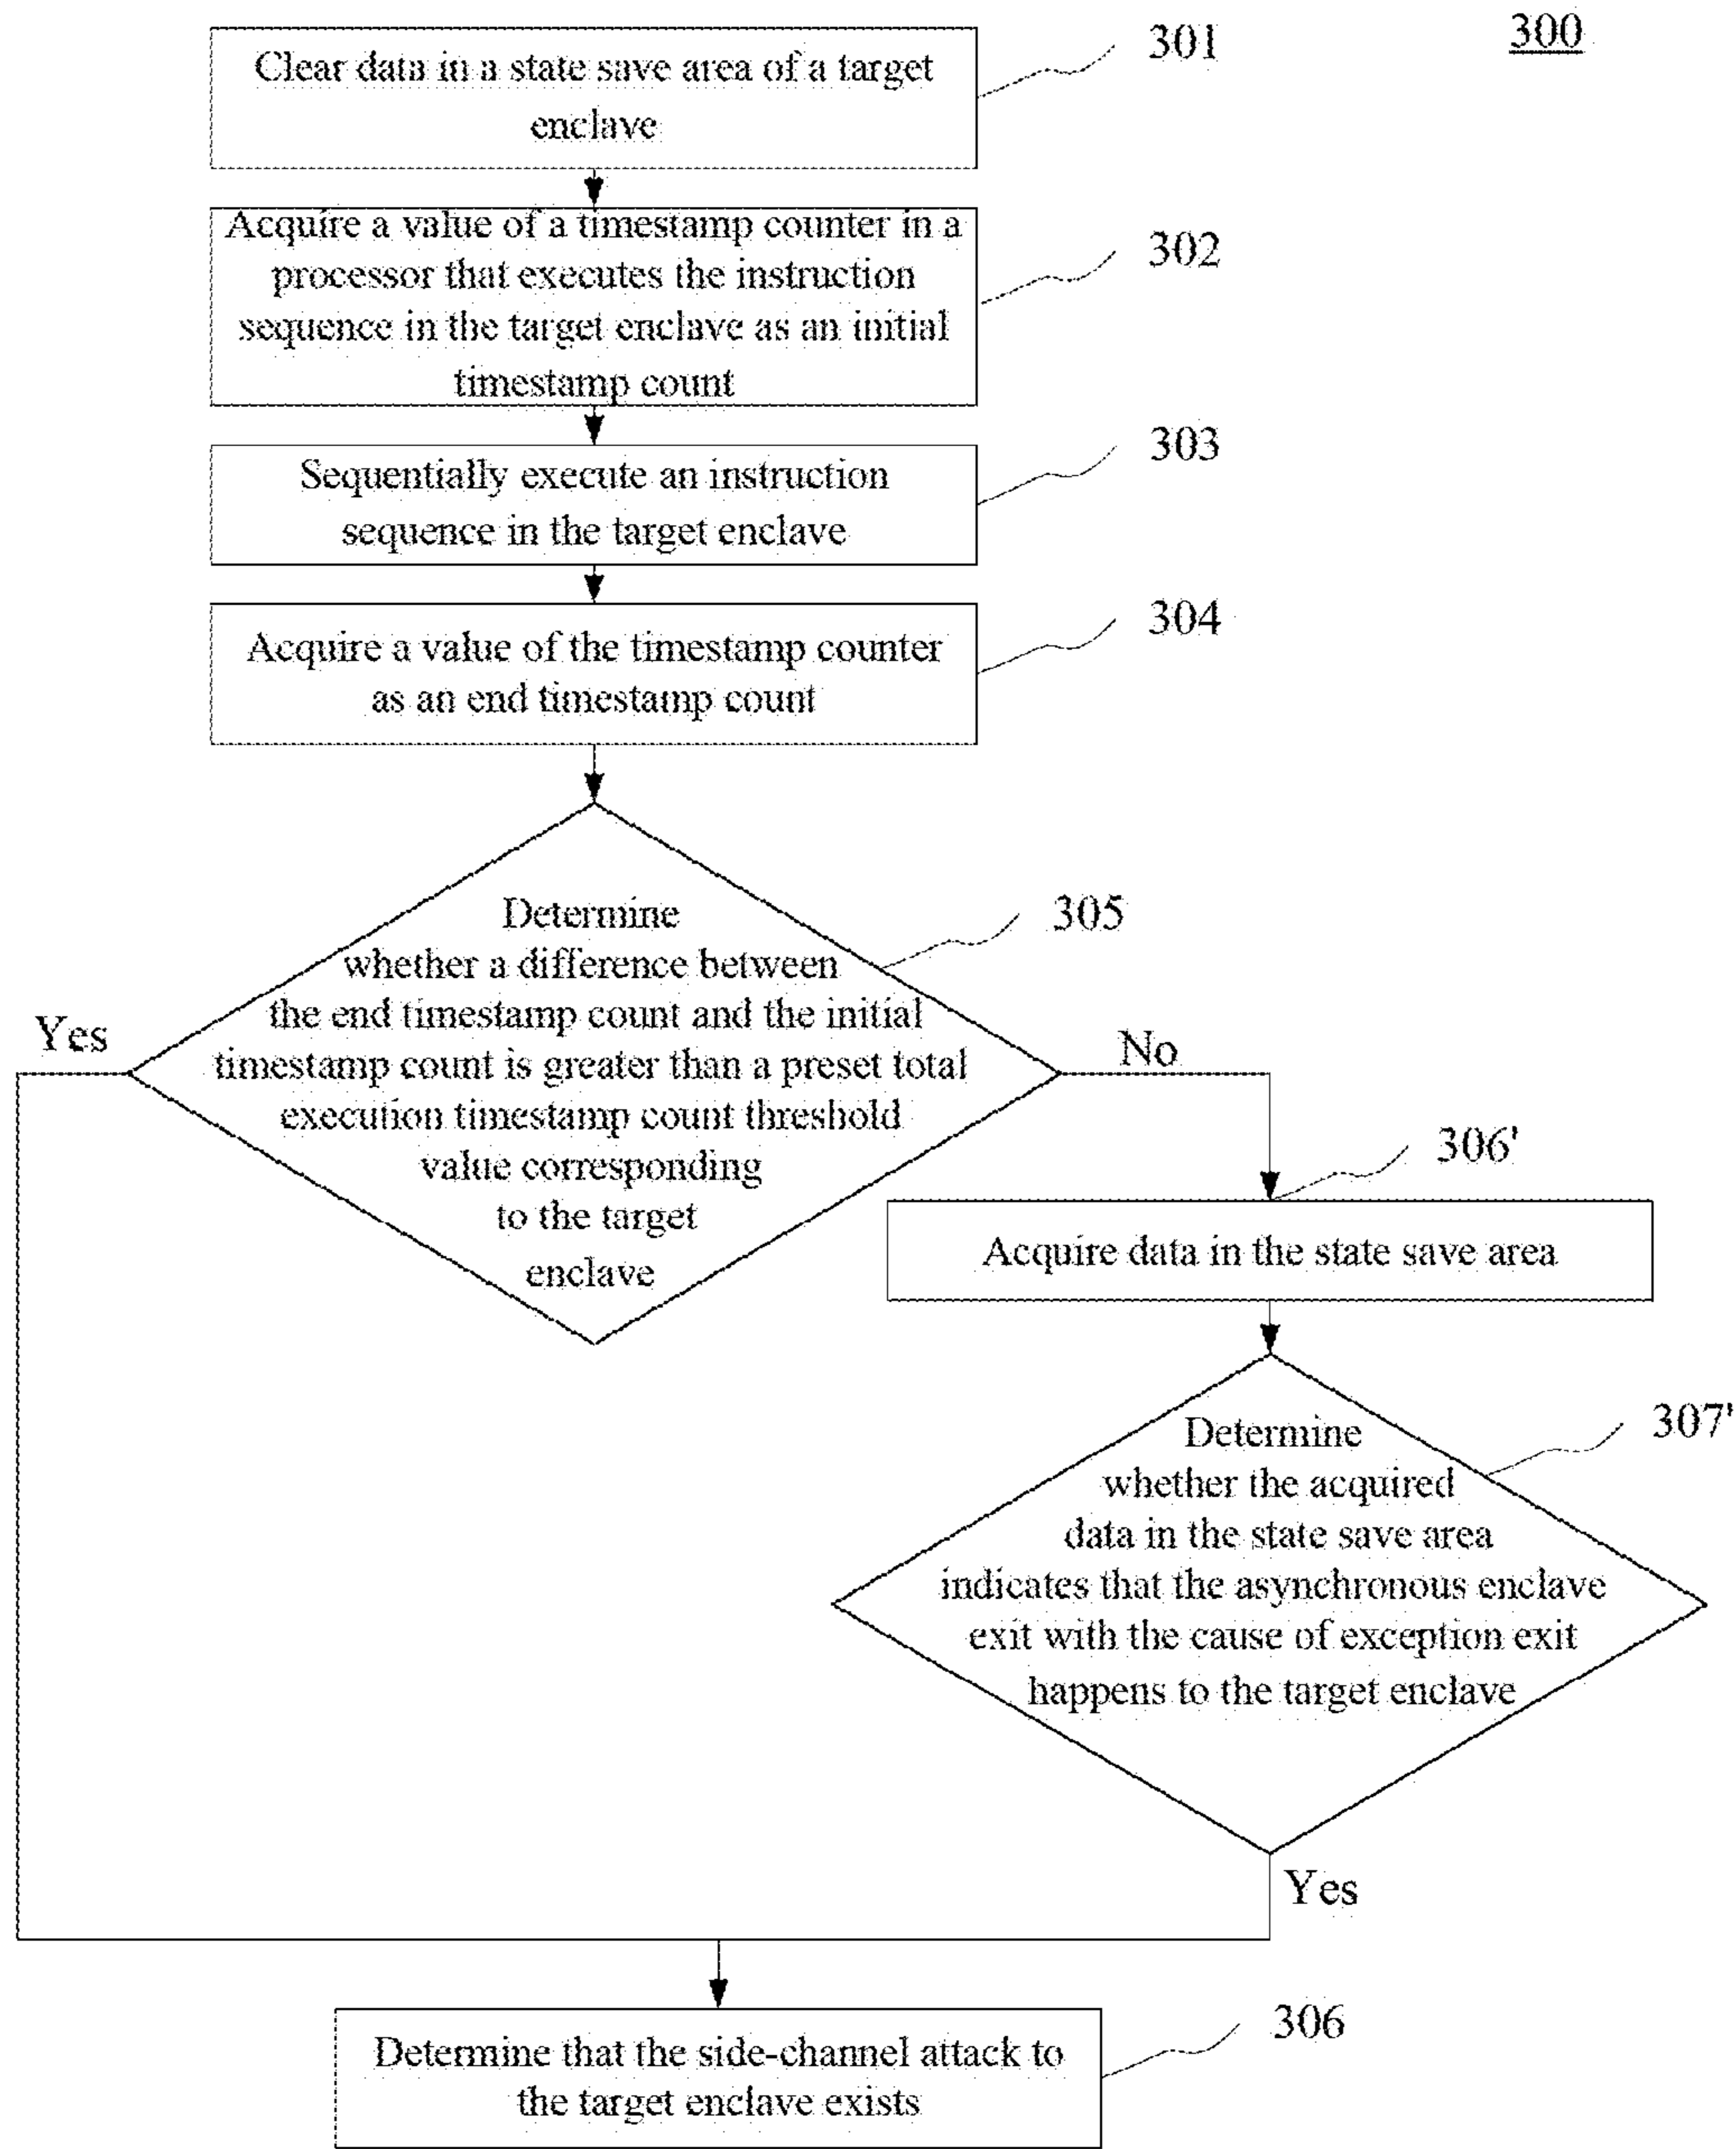 300
Clear data in a state save area of a target
enclave
301
Acquire a value of a timestamp counter in a
processor that executes the instruction
sequence in the target enclave as an initial
timestamp count
302
Sequentially execute an instruction
sequence in the target enclave
303
Acquire a value of the timestamp counter
as an end timestamp count
304
Determine
whether a difference between
the end timestamp count and the initial
timestamp count is greater than a preset total
execution timestamp count threshold
value corresponding
to the target
enclave
305
Yes
No
306'
Acquire data in the state save area
Determine
whether the acquired
data in the state save area
indicates that the asynchronous enclave
exit with the cause of exception exit
happens to the target enclave
307'
Yes
Determine that the side-channel attack to
the target enclave exists
306